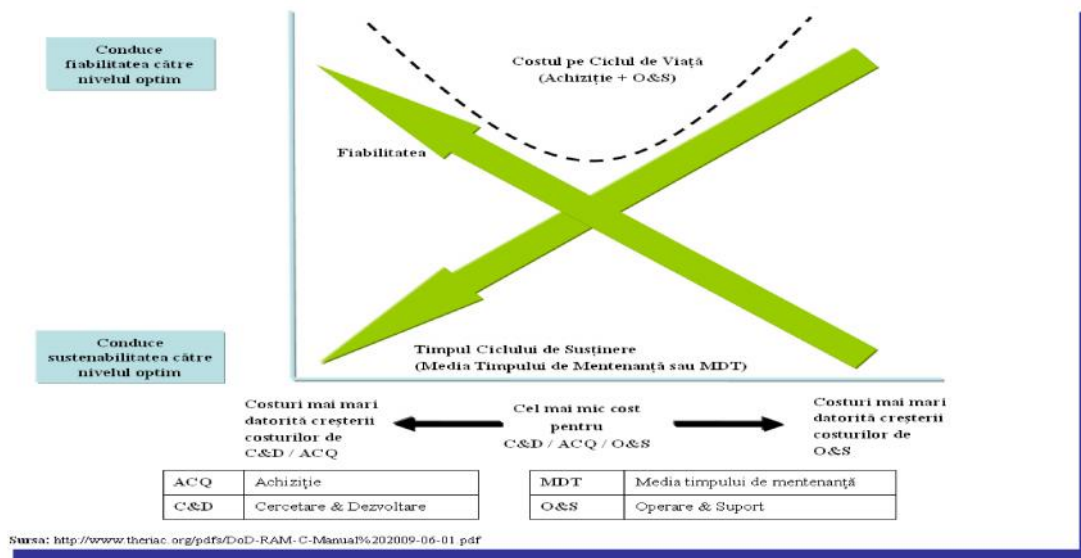 Conduce
fiabilitatea către
nivelul optim
Costul pe Ciclul de Viață
(Achiziție + O&S)
Fiabilitatea
Conduce
sustenabilitatea către
nivelul optim
Timpul Ciclului de Susținere
(Media Timpului de Mentenanță sau MDT)
Costuri mai mari
datorită creșterii
costurilor de
C&D / ACQ
Cel mai mic cost
pentru
C&D / ACQ / O&S
Costuri mai mari
datorită creșterii
costurilor de
O&S
ACQ Achiziţie
C&D Cercetare & Dezvoltare
MDT Media timpului de mentenanță
O&S Operare & Suport
Sursa: http://www.theriac.org/pdfs/DoD-RAM-C-Manual%202009-06-01.pdf